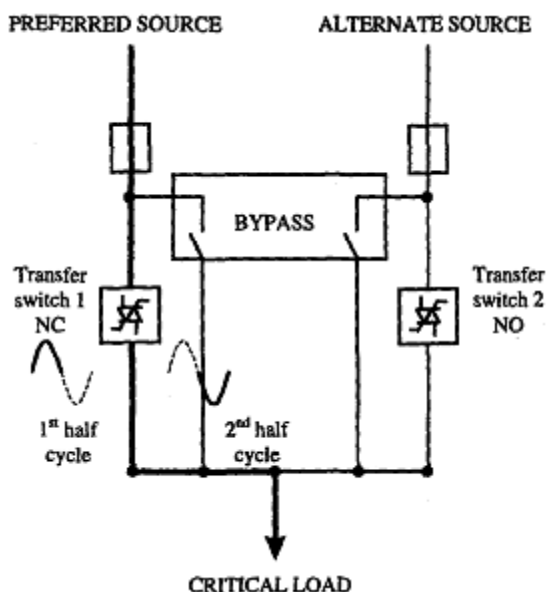 PREFERRED SOURCE
ALTERNATE SOURCE
BYPASS
Transfer
switch 1
NC
Transfer
switch 2
NO
1st half
cycle
2nd half
cycle
CRITICAL LOAD